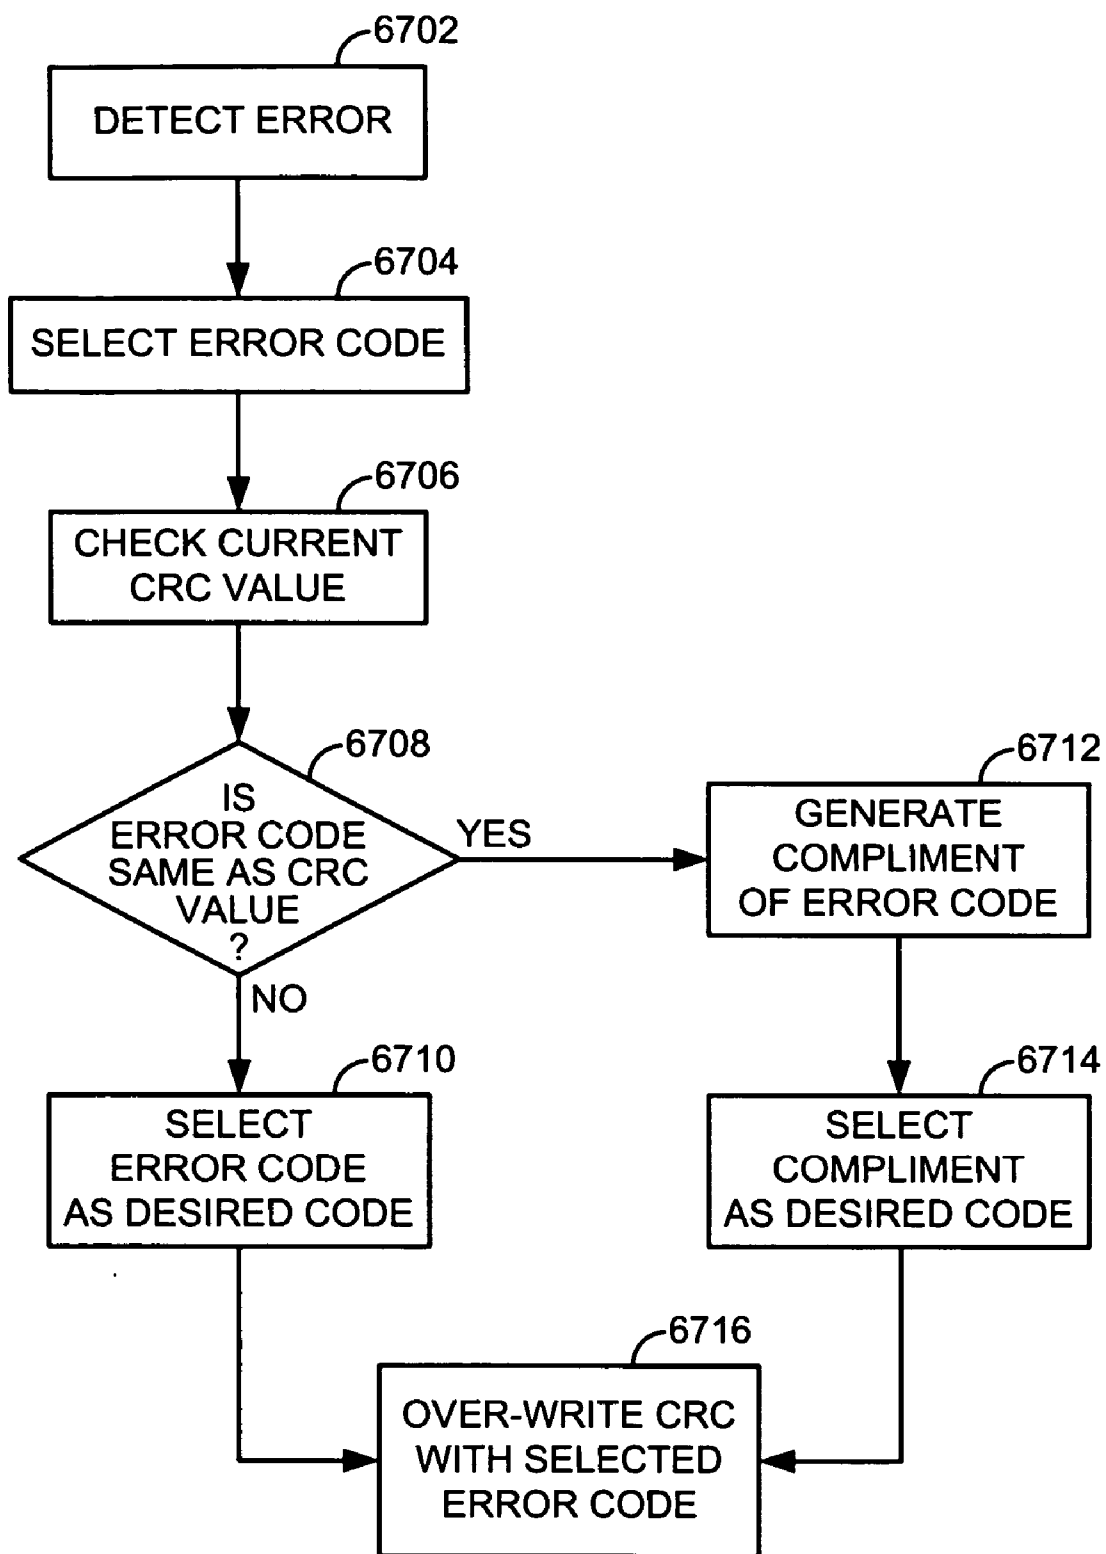 6702
DETECT ERROR
6704
SELECT ERROR CODE
6706
CHECK CURRENT
CRC VALUE
6708
IS
ERROR CODE
SAME AS CRC
VALUE
?
YES
NO
6712
GENERATE
COMPLIMENT
OF ERROR CODE
6710
SELECT
ERROR CODE
AS DESIRED CODE
6714
SELECT
COMPLIMENT
AS DESIRED CODE
6716
OVER-WRITE CRC
WITH SELECTED
ERROR CODE